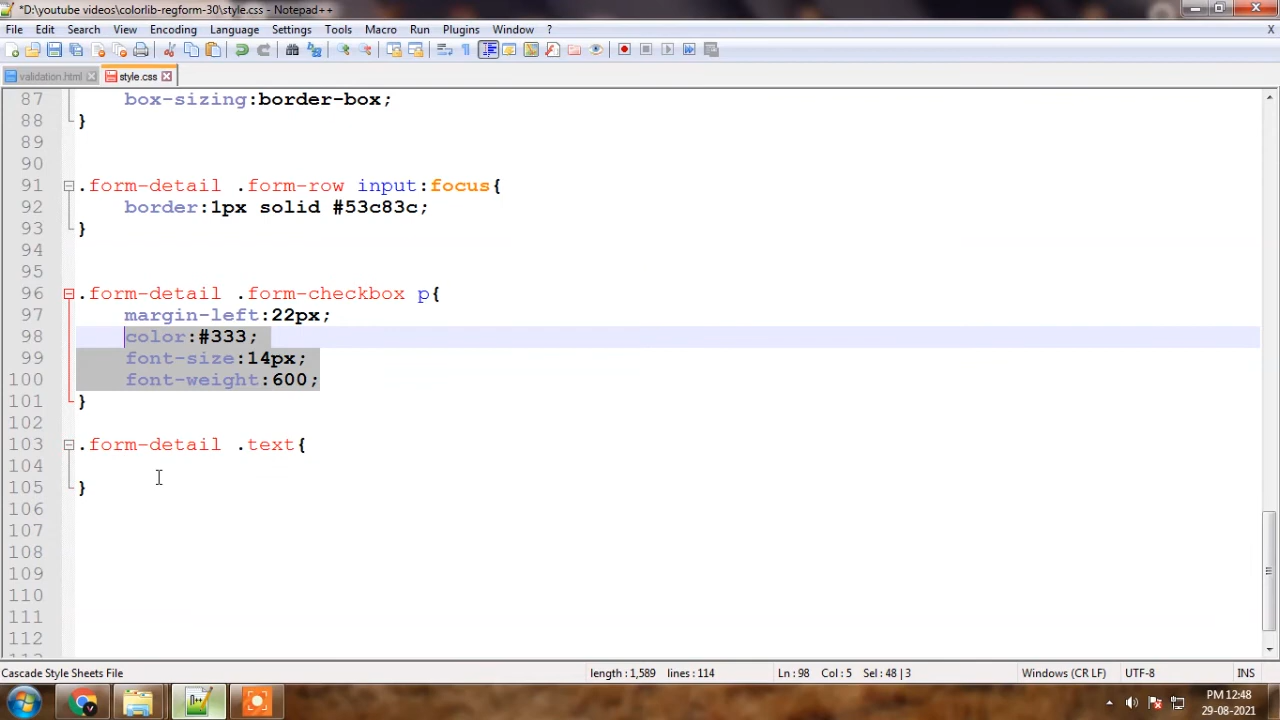 *D:\youtube videos\colorlib-regform-30\style.css - Notepad++
File Edit Search View Encoding Language Settings Tools Macro Run Plugins Window ? X
validation.html style.css
87 box-sizing:border-box;
88 }
89
90
91 .form-detail .form-row input:focus{
92 border:1px solid #53c83c;
93 }
94
95
96 .form-detail .form-checkbox p{
97 margin-left:22px;
98 color:#333;
99 font-size:14px;
100 font-weight:600;
101 }
102
103 .form-detail .text{
104
105 }
106
107
108
109
110
111
112
Cascade Style Sheets File length : 1,589 lines : 114 Ln : 98 Col : 5 Sel : 48 | 3 Windows (CR LF) UTF-8 INS
PM 12:48
29-08-2021